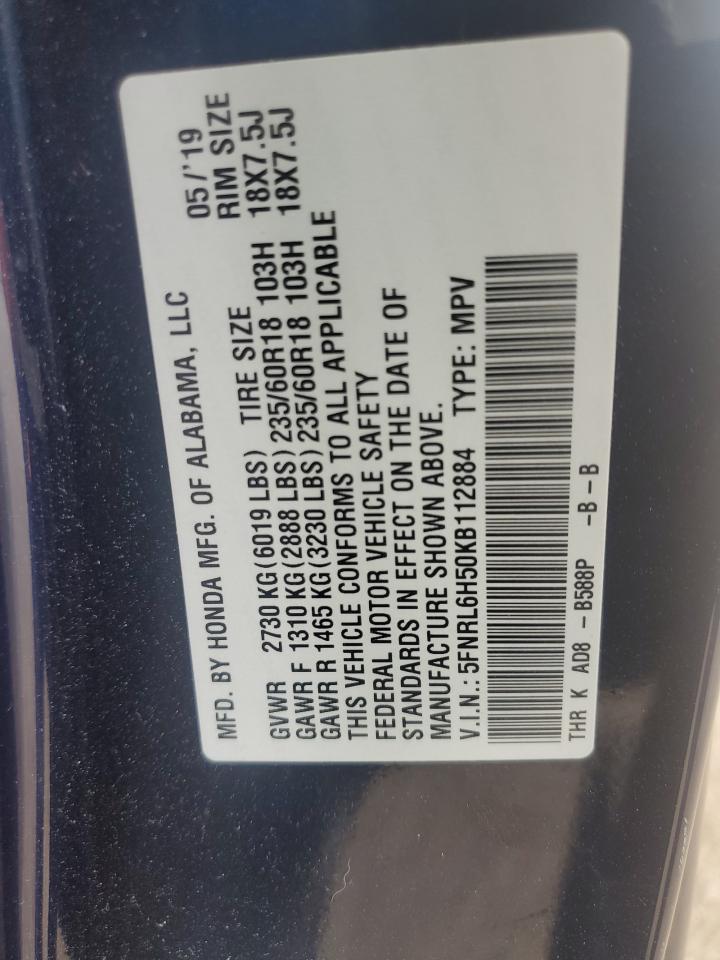 MFD. BY HONDA MFG. OF ALABAMA, LLC 05/'19
GVWR 2730 KG(6019 LBS) TIRE SIZE RIM SIZE
GAWR F 1310 KG(2888 LBS)235/60R18 103H 18X7.5J
GAWR R 1465 KG(3230 LBS)235/60R18 103H 18X7.5J
THIS VEHICLE CONFORMS TO ALL APPLICABLE
FEDERAL MOTOR VEHICLE SAFETY
STANDARDS IN EFFECT ON THE DATE OF
MANUFACTURE SHOWN ABOVE.
V.I.N.: 5FNRL6H50KB112884 TYPE: MPV
THR K AD8 - B588P -B-B